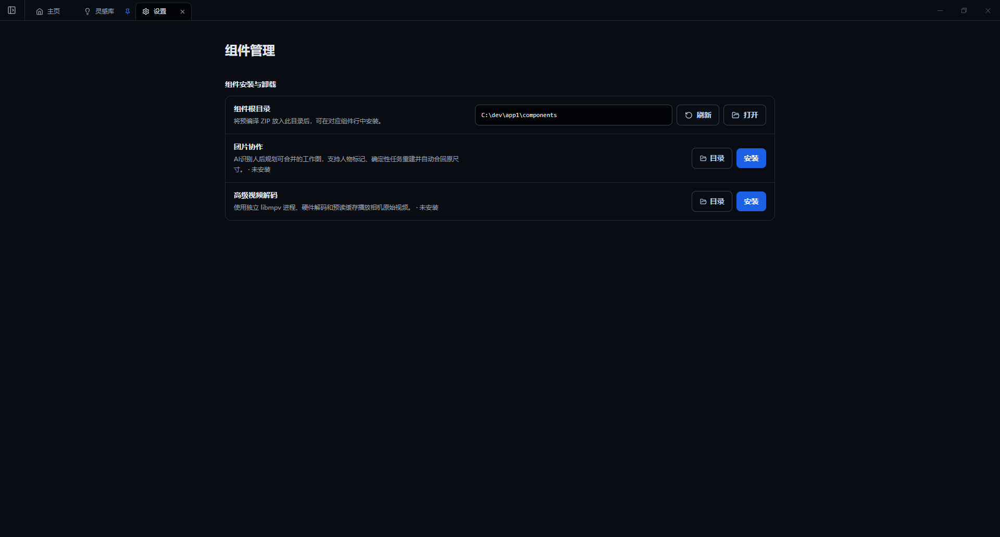 主页
灵感库
设置
组件管理
组件安装与卸载
组件根目录
将预编译 ZIP 放入此目录后，可在对应组件行中安装。
C:\dev\app1\components
刷新
打开
团片协作
AI识别人后规划可合并的工作图，支持人物标记、确定性任务重建并自动合回原尺
寸。 · 未安装
目录
安装
高级视频解码
使用独立 libmpv 进程、硬件解码和预读缓存播放相机原始视频。 · 未安装
目录
安装